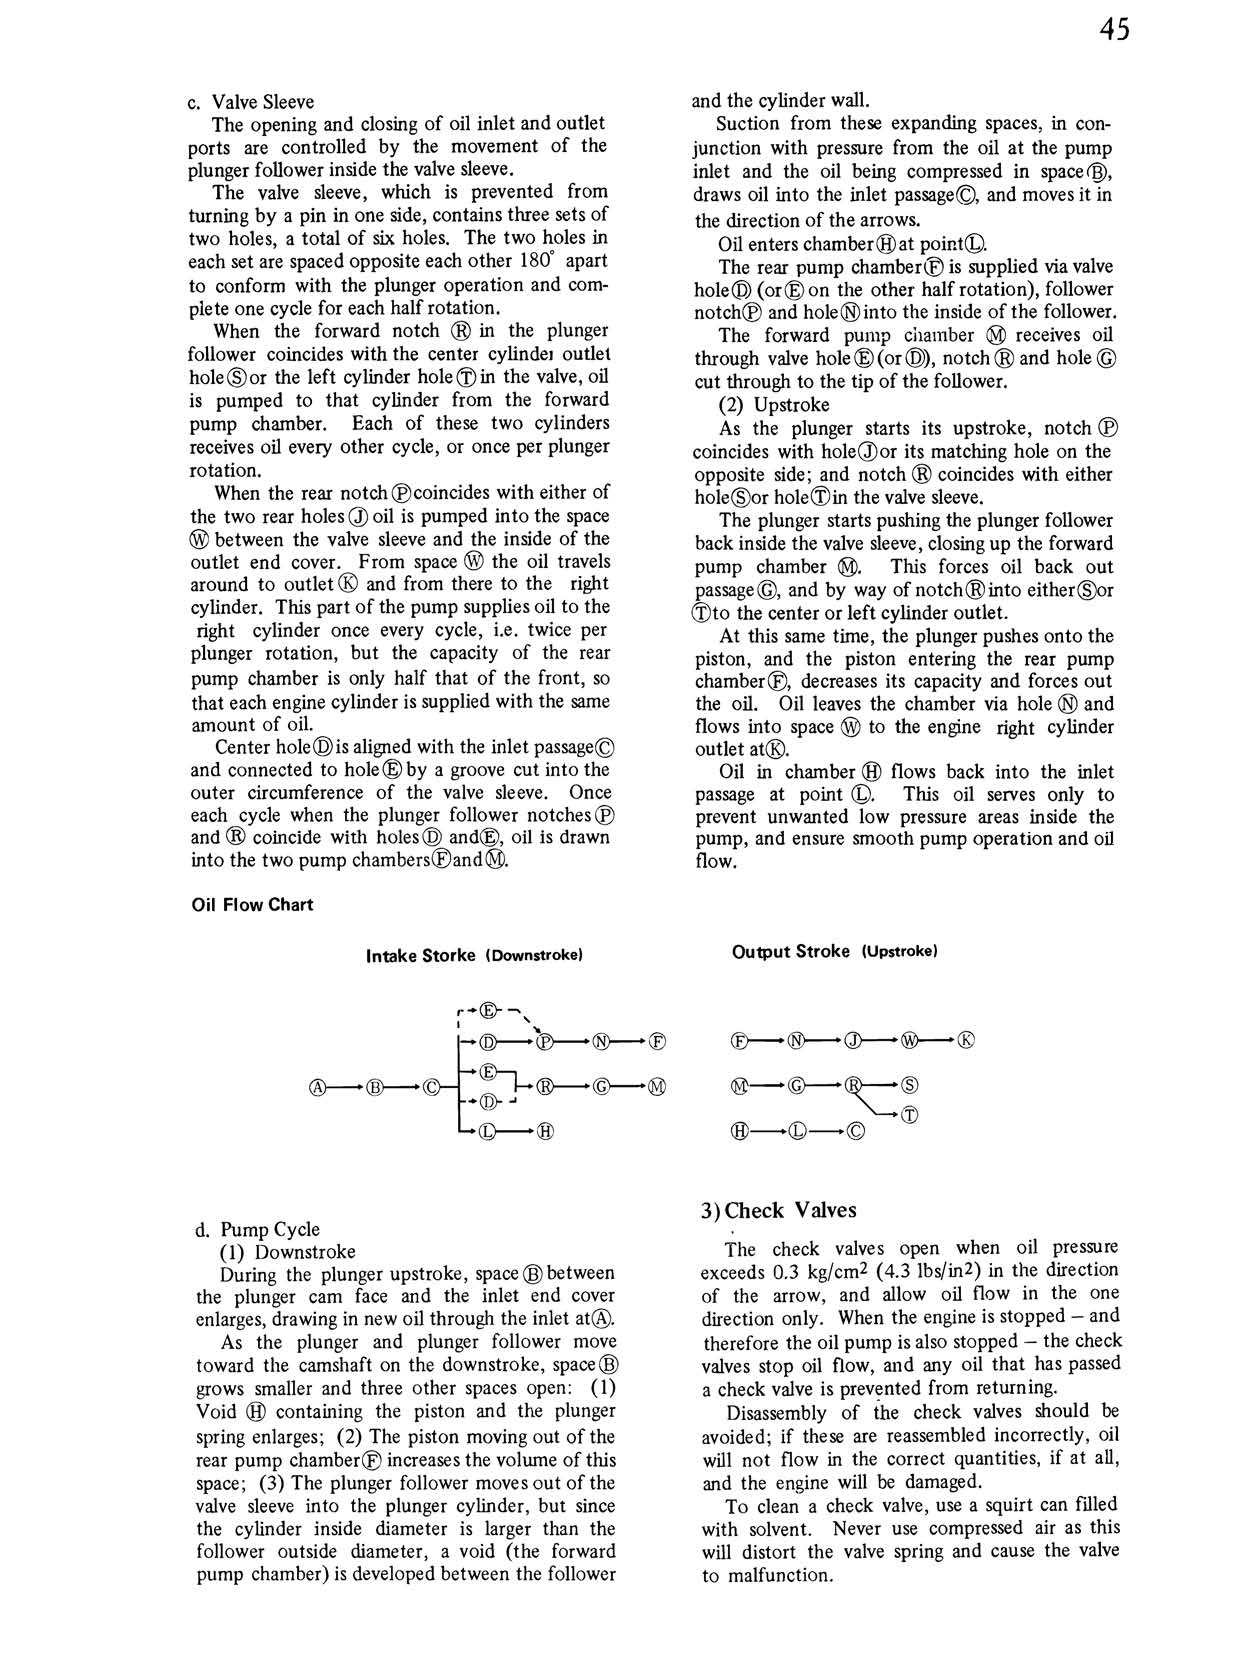 45
c. Valve Sleeve
The opening and closing of oil inlet and outlet
ports are controlled by the movement of the
plunger follower inside the valve sleeve.
The valve sleeve, which is prevented from
turning by a pin in one side, contains three sets of
two holes, a total of six holes. The two holes in
each set are spaced opposite each other 180° apart
to conform with the plunger operation and com-
plete one cycle for each half rotation.
When the forward notch Ⓡ in the plunger
follower coincides with the center cylinder outlet
hole Ⓢ or the left cylinder hole Ⓣ in the valve, oil
is pumped to that cylinder from the forward
pump chamber. Each of these two cylinders
receives oil every other cycle, or once per plunger
rotation.
When the rear notch Ⓟ coincides with either of
the two rear holes Ⓙ oil is pumped into the space
Ⓦ between the valve sleeve and the inside of the
outlet end cover. From space Ⓦ the oil travels
around to outlet Ⓚ and from there to the right
cylinder. This part of the pump supplies oil to the
right cylinder once every cycle, i.e. twice per
plunger rotation, but the capacity of the rear
pump chamber is only half that of the front, so
that each engine cylinder is supplied with the same
amount of oil.
Center hole Ⓓ is aligned with the inlet passage Ⓒ
and connected to hole Ⓔ by a groove cut into the
outer circumference of the valve sleeve. Once
each cycle when the plunger follower notches Ⓟ
and Ⓡ coincide with holes Ⓓ and Ⓔ, oil is drawn
into the two pump chambers Ⓕ and Ⓜ.
and the cylinder wall.
Suction from these expanding spaces, in con-
junction with pressure from the oil at the pump
inlet and the oil being compressed in space Ⓑ,
draws oil into the inlet passage Ⓒ, and moves it in
the direction of the arrows.
Oil enters chamber Ⓗ at point Ⓛ.
The rear pump chamber Ⓕ is supplied via valve
hole Ⓓ (or Ⓔ on the other half rotation), follower
notch Ⓟ and hole Ⓝ into the inside of the follower.
The forward pump chamber Ⓜ receives oil
through valve hole Ⓔ (or Ⓓ), notch Ⓡ and hole Ⓖ
cut through to the tip of the follower.
(2) Upstroke
As the plunger starts its upstroke, notch Ⓟ
coincides with hole Ⓙ or its matching hole on the
opposite side; and notch Ⓡ coincides with either
hole Ⓢ or hole Ⓣ in the valve sleeve.
The plunger starts pushing the plunger follower
back inside the valve sleeve, closing up the forward
pump chamber Ⓜ. This forces oil back out
passage Ⓖ, and by way of notch Ⓡ into either Ⓢ or
Ⓣ to the center or left cylinder outlet.
At this same time, the plunger pushes onto the
piston, and the piston entering the rear pump
chamber Ⓕ, decreases its capacity and forces out
the oil. Oil leaves the chamber via hole Ⓝ and
flows into space Ⓦ to the engine right cylinder
outlet at Ⓚ.
Oil in chamber Ⓗ flows back into the inlet
passage at point Ⓛ. This oil serves only to
prevent unwanted low pressure areas inside the
pump, and ensure smooth pump operation and oil
flow.
Oil Flow Chart
Intake Storke (Downstroke)
Ⓔ
Ⓓ Ⓟ Ⓝ Ⓕ
Ⓔ
Ⓐ Ⓑ Ⓒ Ⓡ Ⓖ Ⓜ
Ⓓ
Ⓛ Ⓗ
Output Stroke (Upstroke)
Ⓕ Ⓝ Ⓙ Ⓦ Ⓚ
Ⓜ Ⓖ Ⓡ Ⓢ
Ⓣ
Ⓗ Ⓛ Ⓒ
d. Pump Cycle
(1) Downstroke
During the plunger upstroke, space Ⓑ between
the plunger cam face and the inlet end cover
enlarges, drawing in new oil through the inlet at Ⓐ.
As the plunger and plunger follower move
toward the camshaft on the downstroke, space Ⓑ
grows smaller and three other spaces open: (1)
Void Ⓗ containing the piston and the plunger
spring enlarges; (2) The piston moving out of the
rear pump chamber Ⓕ increases the volume of this
space; (3) The plunger follower moves out of the
valve sleeve into the plunger cylinder, but since
the cylinder inside diameter is larger than the
follower outside diameter, a void (the forward
pump chamber) is developed between the follower
3) Check Valves
The check valves open when oil pressure
exceeds 0.3 kg/cm2 (4.3 lbs/in2) in the direction
of the arrow, and allow oil flow in the one
direction only. When the engine is stopped – and
therefore the oil pump is also stopped – the check
valves stop oil flow, and any oil that has passed
a check valve is prevented from returning.
Disassembly of the check valves should be
avoided; if these are reassembled incorrectly, oil
will not flow in the correct quantities, if at all,
and the engine will be damaged.
To clean a check valve, use a squirt can filled
with solvent. Never use compressed air as this
will distort the valve spring and cause the valve
to malfunction.